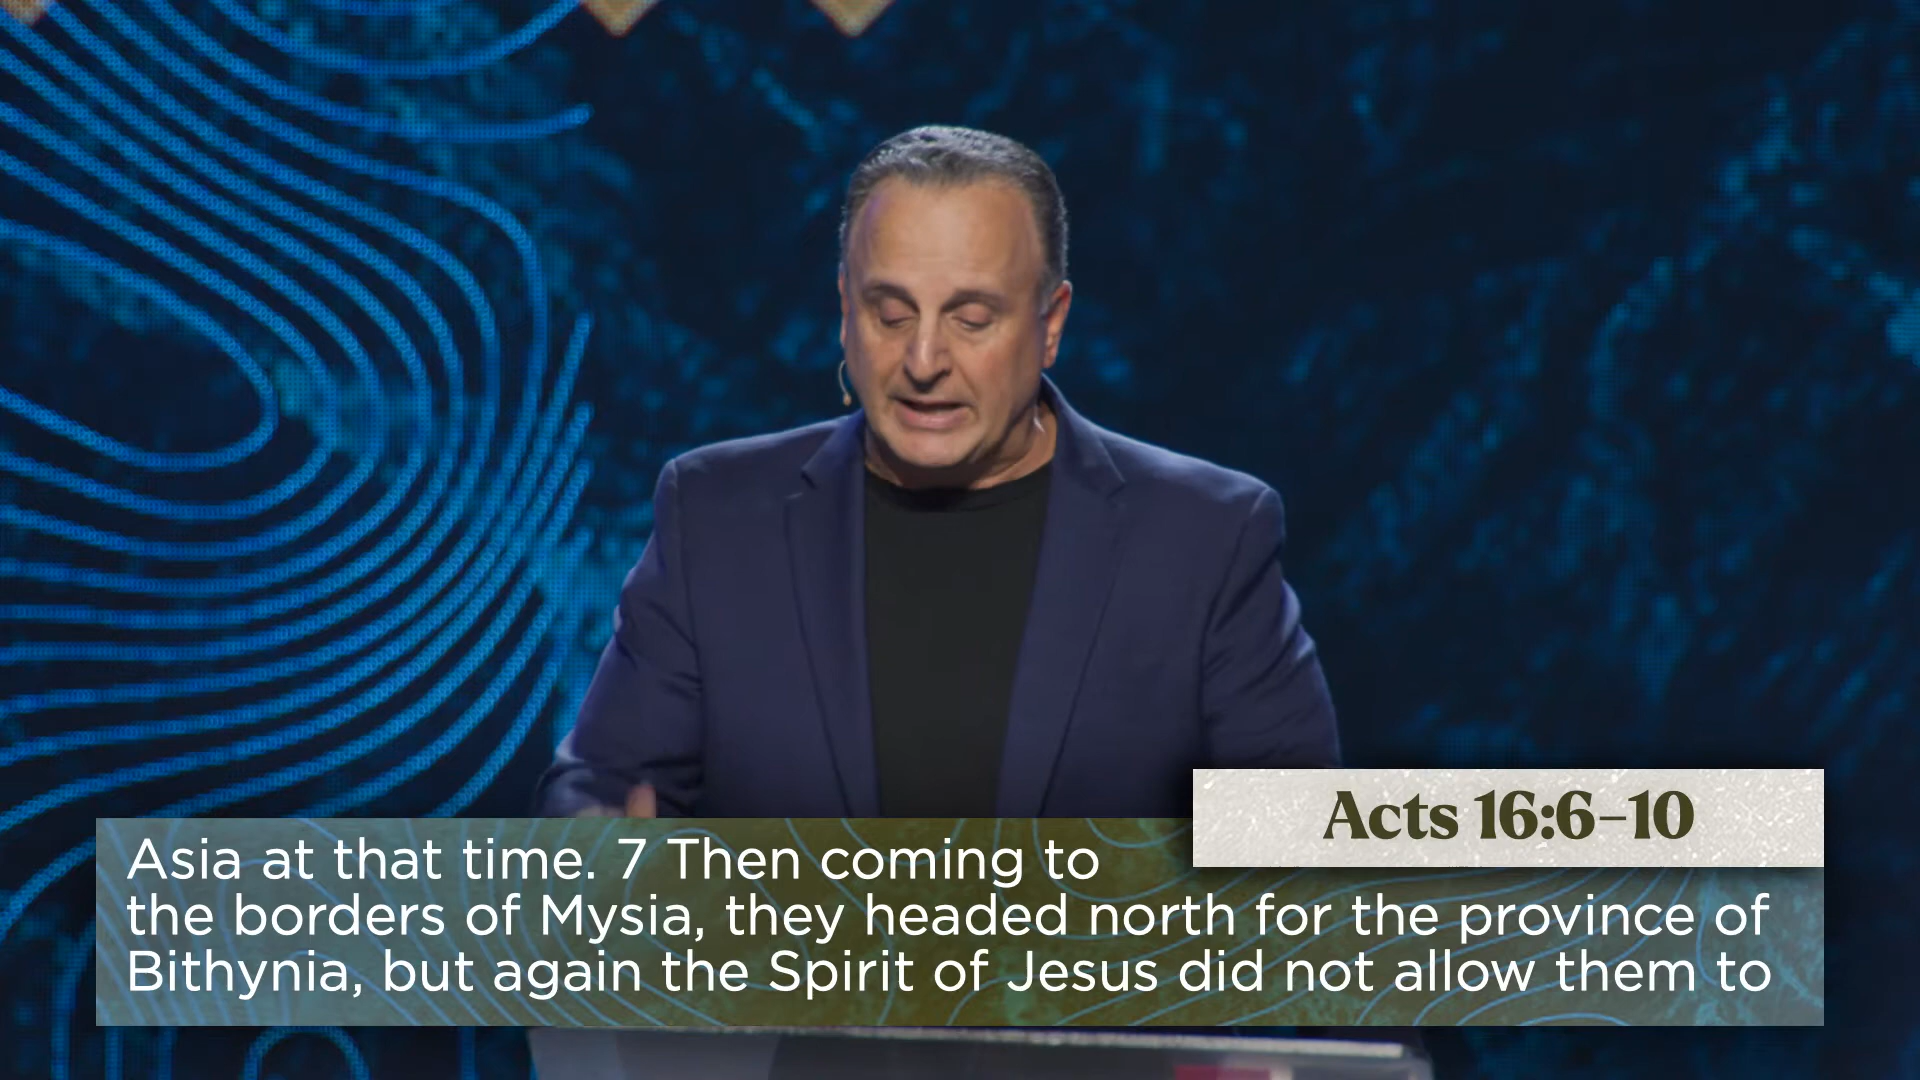 Acts 16:6–10
Asia at that time. 7 Then coming to
the borders of Mysia, they headed north for the province of
Bithynia, but again the Spirit of Jesus did not allow them to